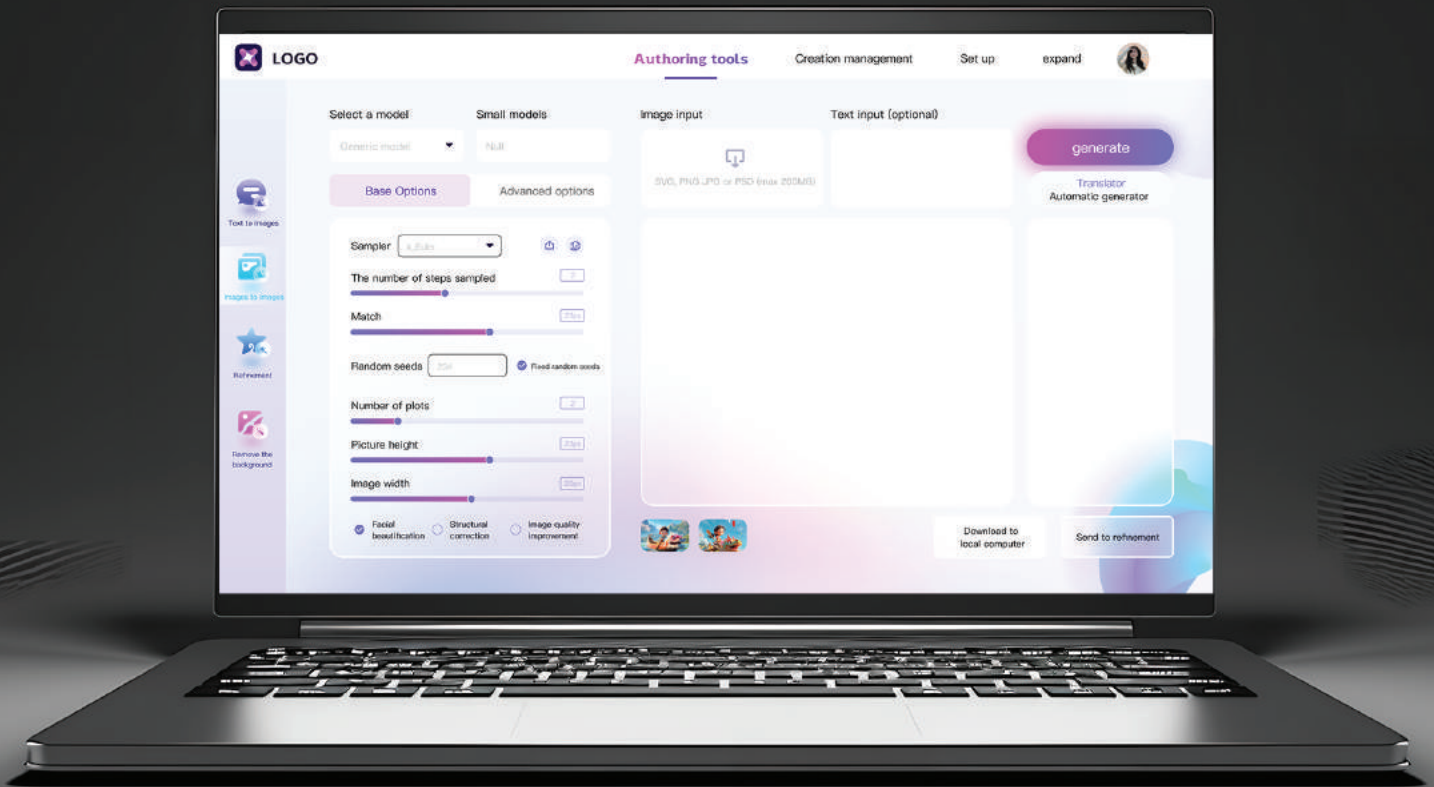 LOGO
Authoring tools
Creation management
Set up
expand
Select a model
Small models
Image input
Text input (optional)
Generic model
Null
generate
SVG, PNG JPG or PSD (max 200MB)
Translator
Automatic generator
Base Options
Advanced options
Text to images
Images to images
Refinement
Remove the
background
Sampler
The number of steps sampled
Match
Random seeds
Fixed random seeds
Number of plots
2
Picture height
Image width
Facial
beautification
Structural
correction
Image quality
improvement
Download to
local computer
Send to refinement